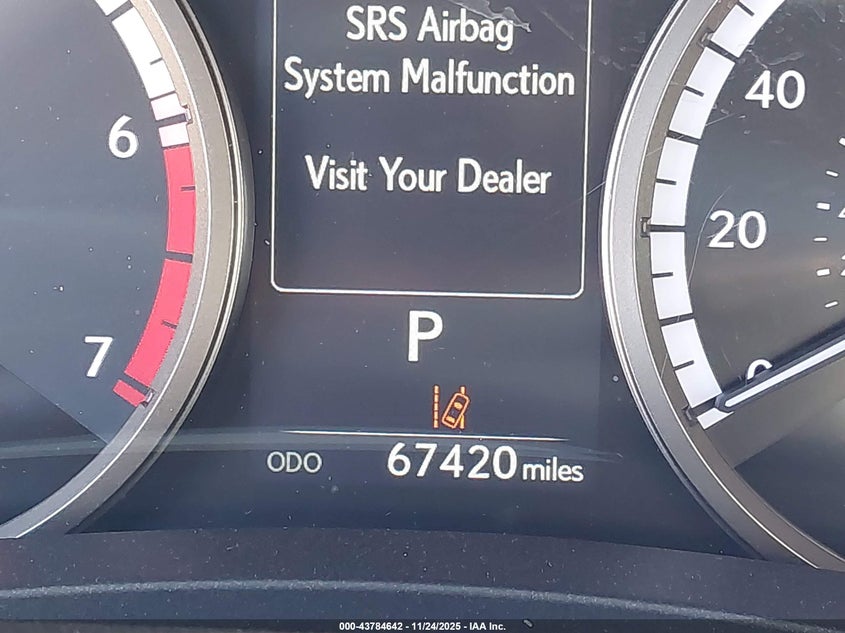 SRS Airbag
System Malfunction
Visit Your Dealer
6
7
40
20
0
P
ODO 67420 miles
000-43784642 - 11/24/2025 - IAA Inc.